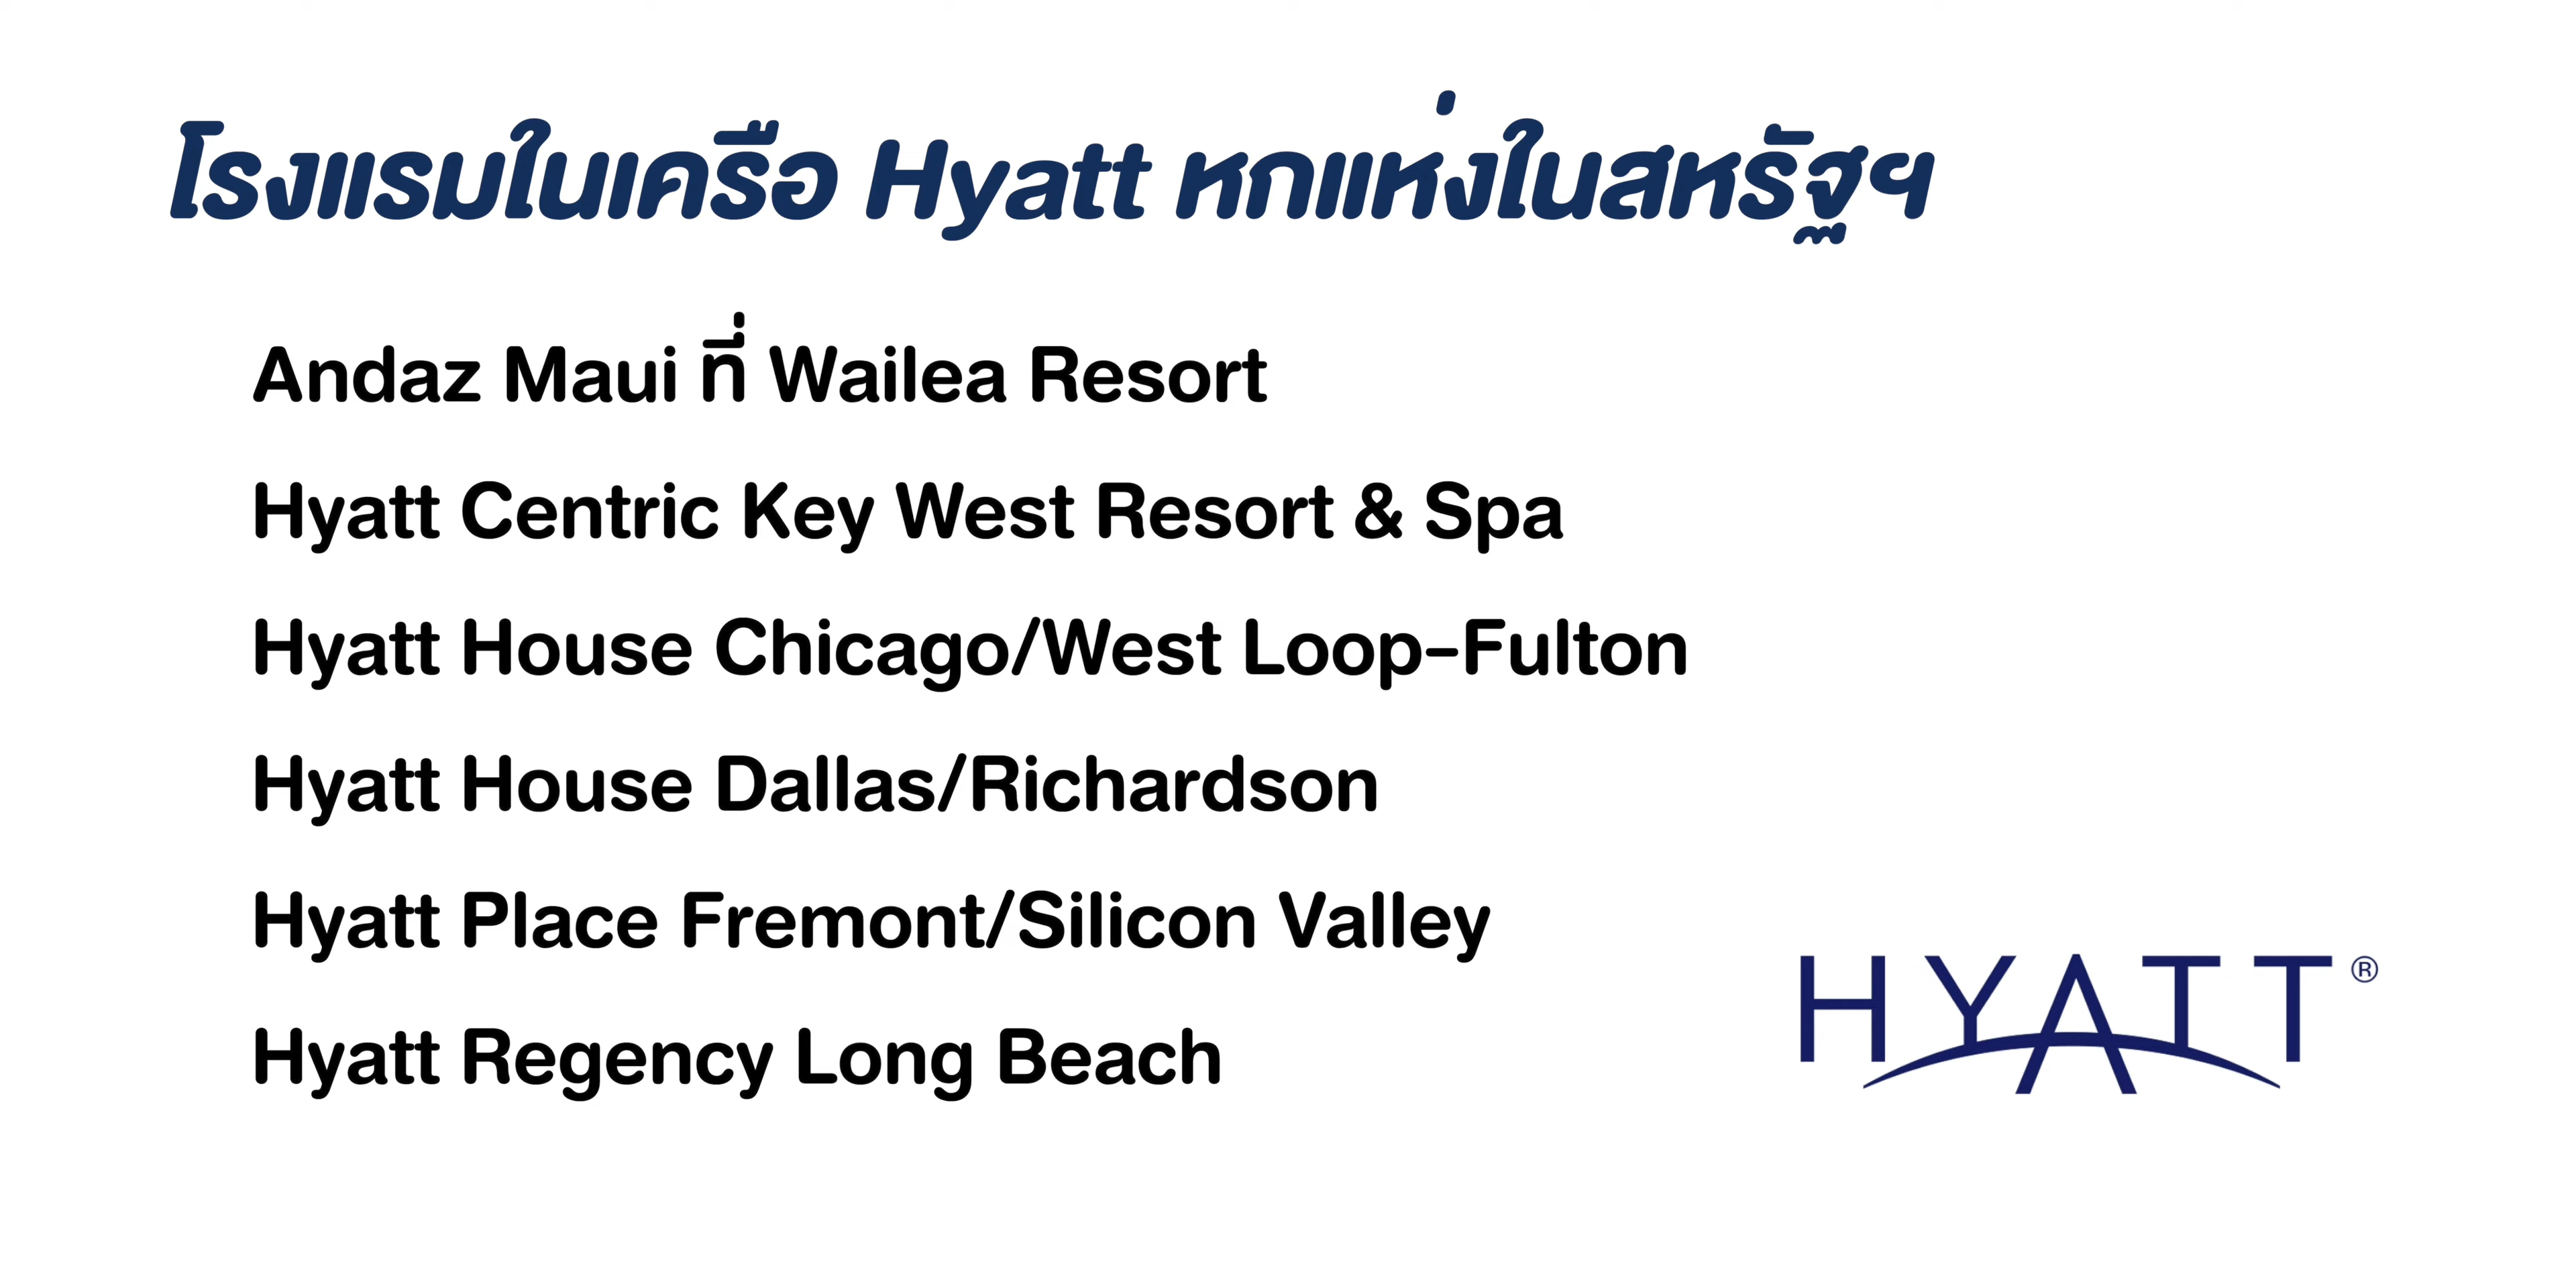 โรงแรมในเครือ Hyatt หกแห่งในสหรัฐฯ
Andaz Maui ที่ Wailea Resort
Hyatt Centric Key West Resort & Spa
Hyatt House Chicago/West Loop-Fulton
Hyatt House Dallas/Richardson
Hyatt Place Fremont/Silicon Valley
Hyatt Regency Long Beach
HYATT®